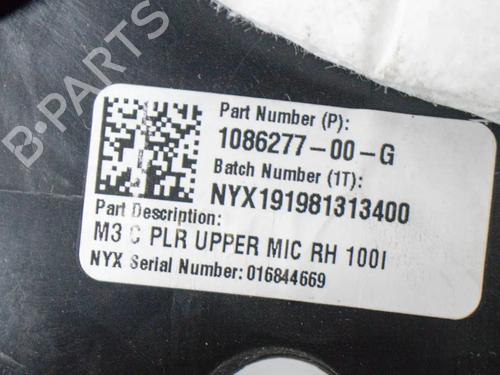 B-PARTS
Part Number (P):
1086277-00-G
Batch Number (1T):
NYX191981313400
Part Description:
M3 C PLR UPPER MIC RH 100I
NYX Serial Number: 016844669